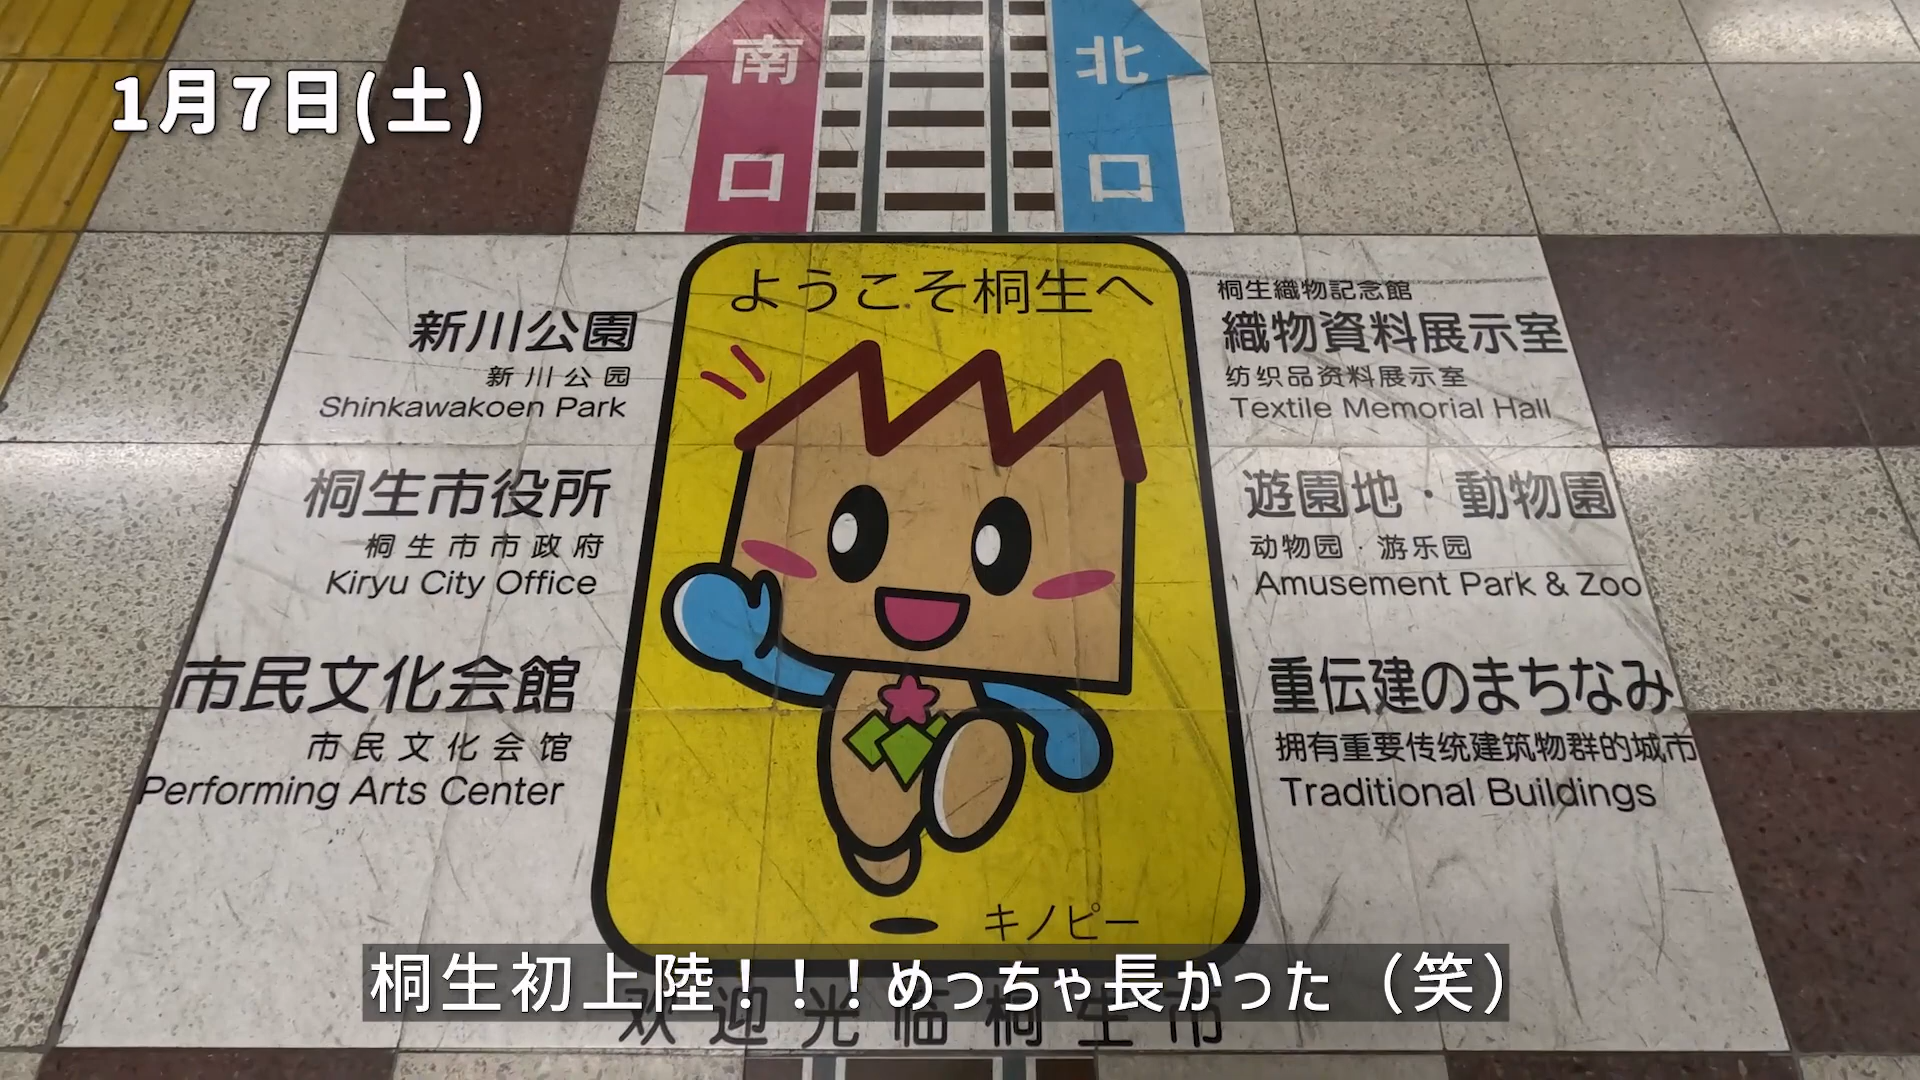 1月7日(土)
南口
北口
ようこそ桐生へ
新川公園
新川公园
Shinkawakoen Park
桐生市役所
桐生市市政府
Kiryu City Office
市民文化会館
市民文化会馆
Performing Arts Center
桐生織物記念館
織物資料展示室
纺织品资料展示室
Textile Memorial Hall
遊園地・動物園
动物园・游乐园
Amusement Park & Zoo
重伝建のまちなみ
拥有重要传统建筑物群的城市
Traditional Buildings
キノピー
桐生初上陸！！！めっちゃ長かった（笑）
欢迎光临桐生市